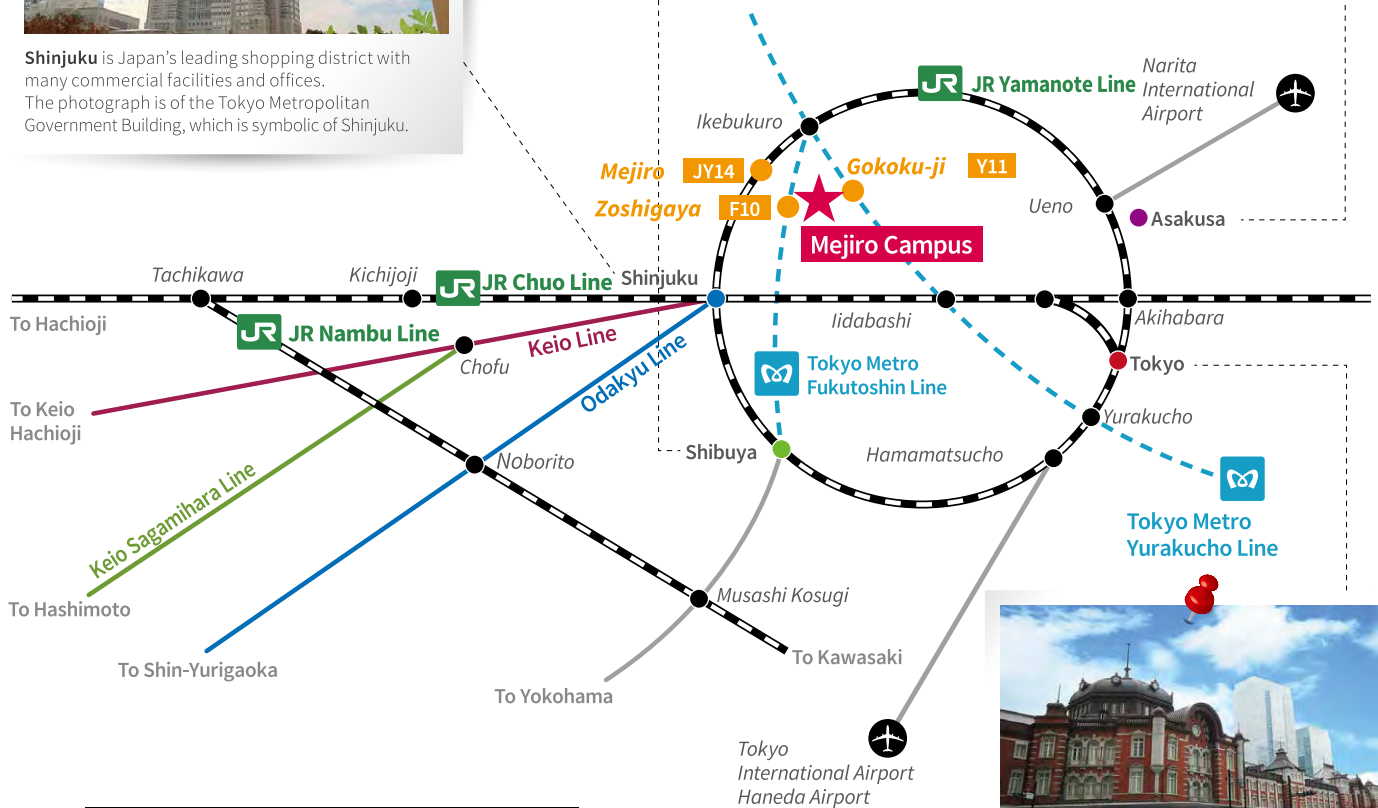 Shinjuku is Japan’s leading shopping district with
many commercial facilities and offices.
The photograph is of the Tokyo Metropolitan
Government Building, which is symbolic of Shinjuku.
JR
JR Yamanote Line
Narita
International
Airport
Ikebukuro
Mejiro
JY14
Gokoku-ji
Y11
Zoshigaya
F10
Ueno
Asakusa
Mejiro Campus
Tachikawa
Kichijoji
JR
JR Chuo Line
Shinjuku
To Hachioji
JR
JR Nambu Line
Keio Line
Iidabashi
Akihabara
Chofu
Odakyu Line
Tokyo Metro
Fukutoshin Line
Tokyo
To Keio
Hachioji
Yurakucho
Shibuya
Hamamatsucho
Noborito
Keio Sagamihara Line
Tokyo Metro
Yurakucho Line
To Hashimoto
Musashi Kosugi
To Shin-Yurigaoka
To Kawasaki
To Yokohama
Tokyo
International Airport
Haneda Airport